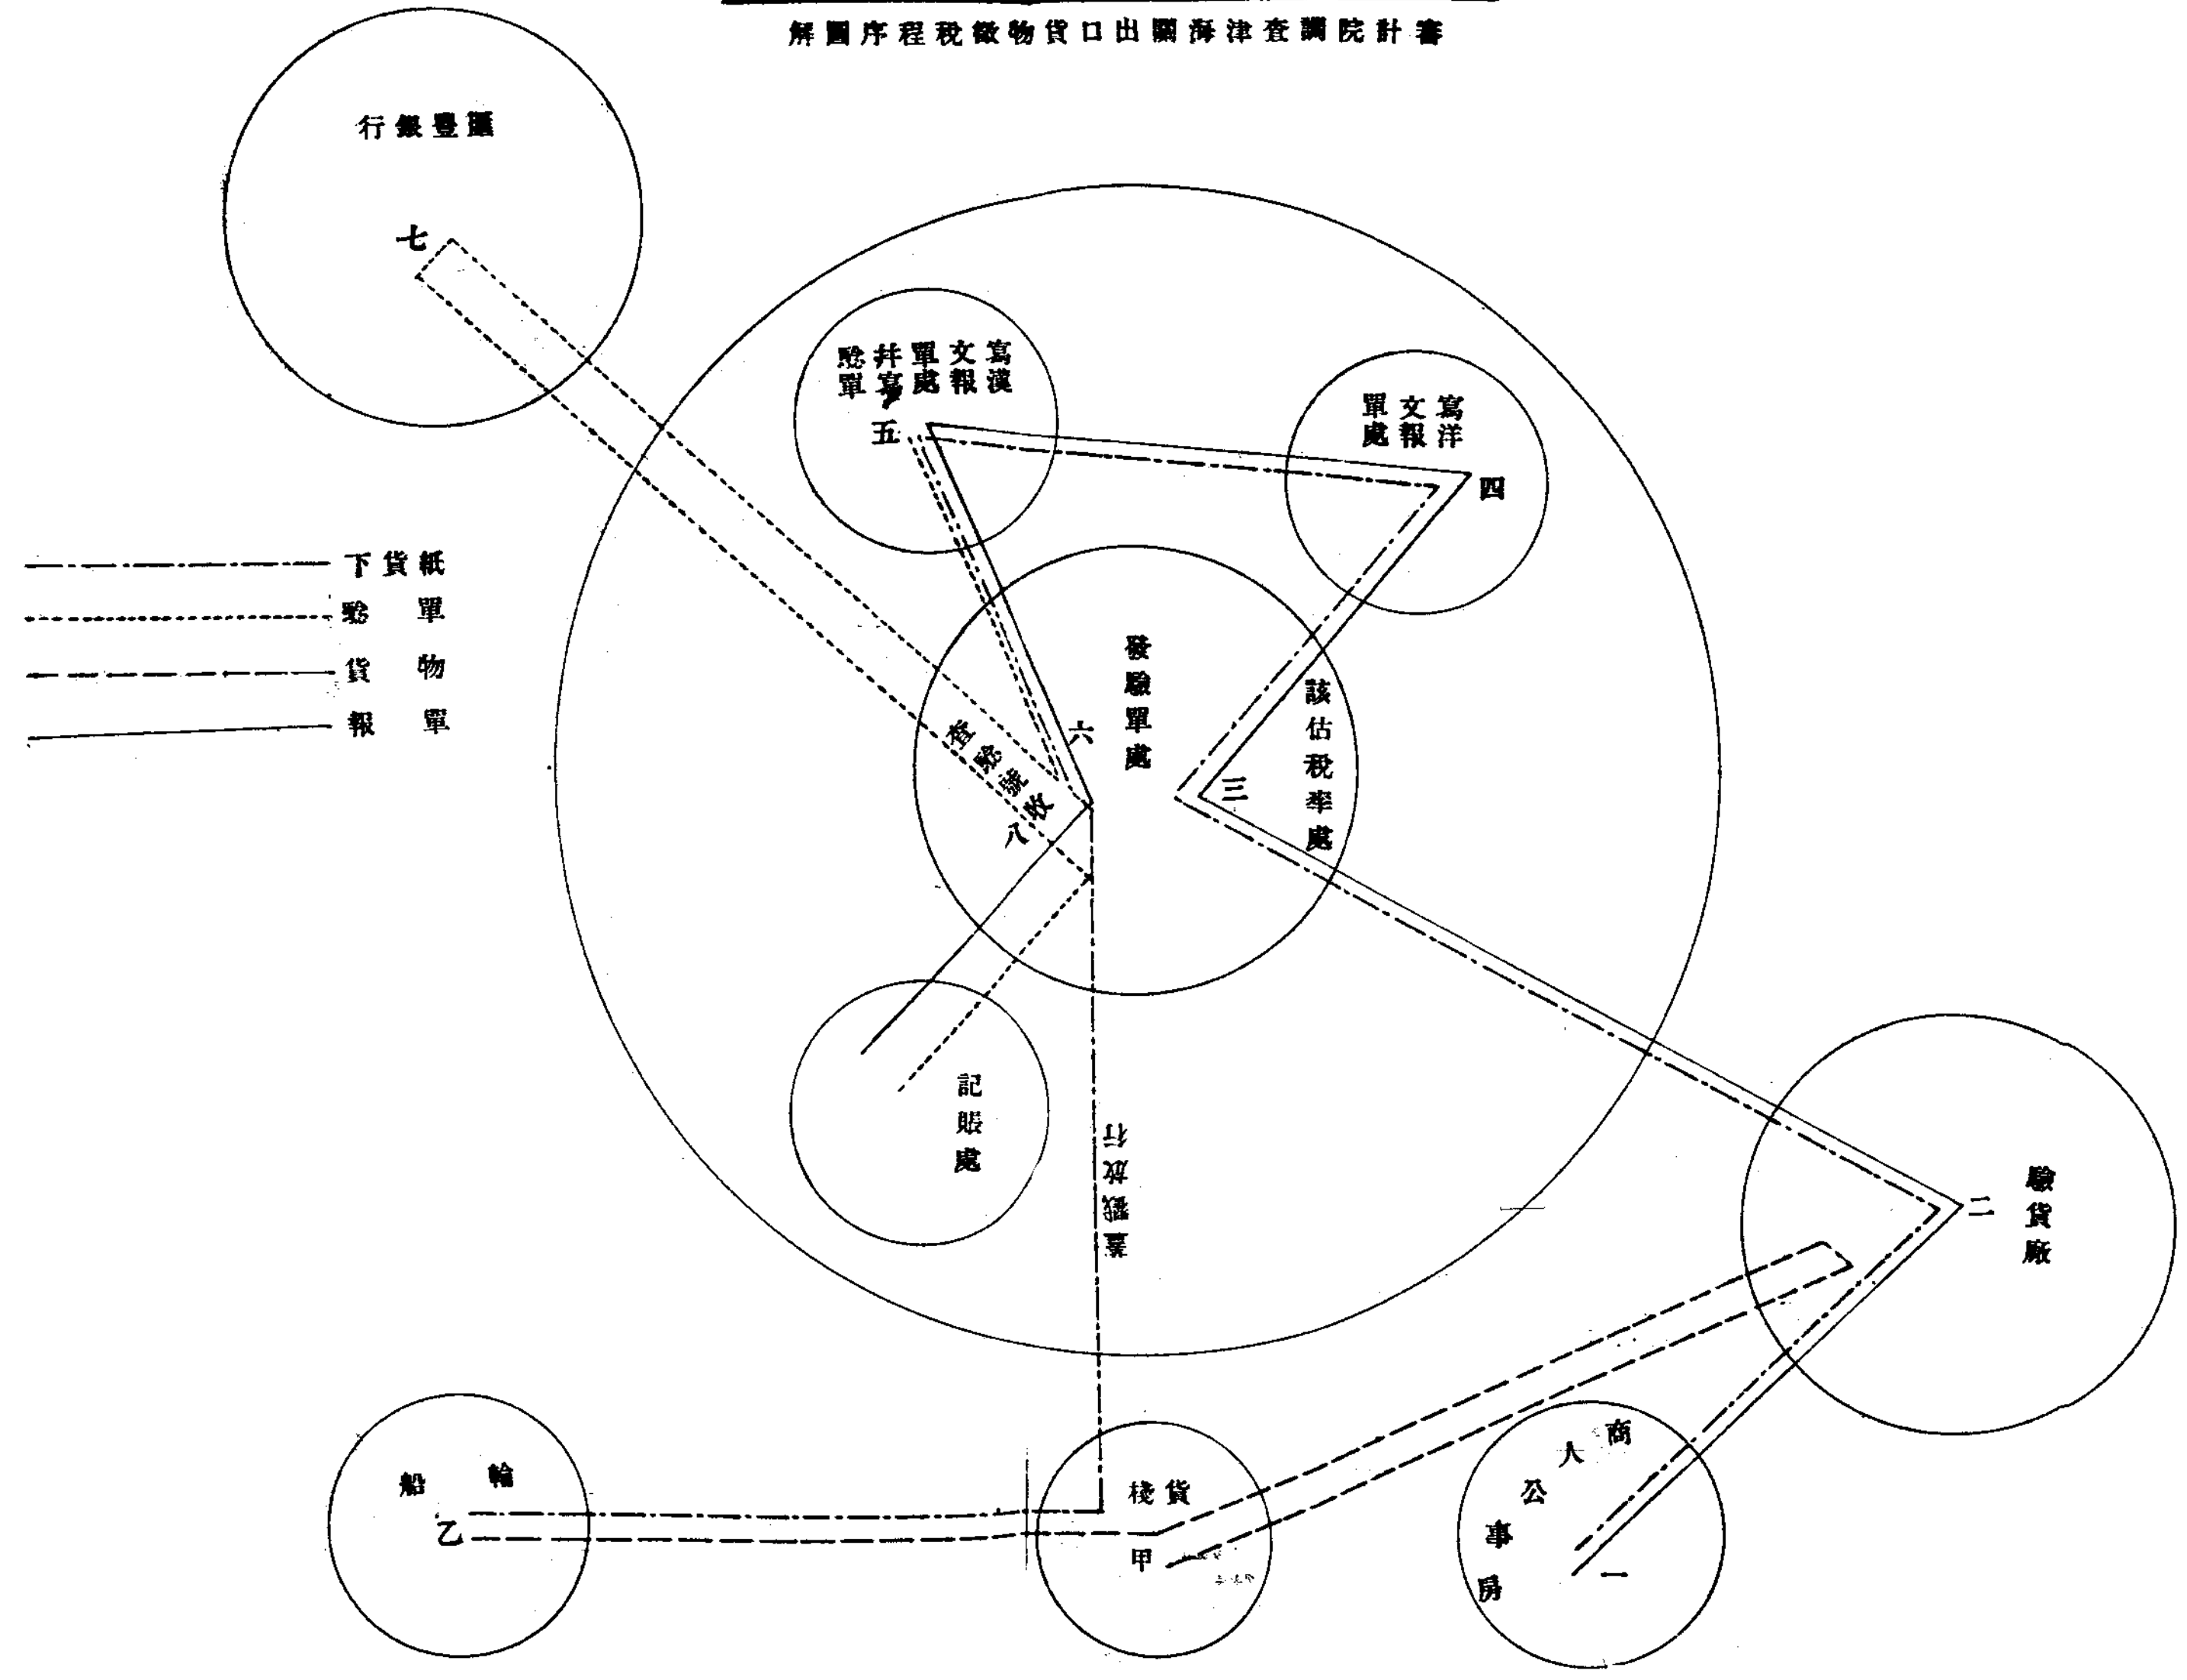 審計院調查津海關出口貨物徵稅程序圖解
匯豐銀行
七
寫漢
文報
單處
幷寫
驗單
五
寫洋
文報
單處
四
下貨紙
驗單
貨物
報單
發驗單處
六
該估稅率處
三
查驗號收
八
記賬處
蓋戳放行
驗貨廠
二
輪船
乙
貨棧
甲
商人公事房
一